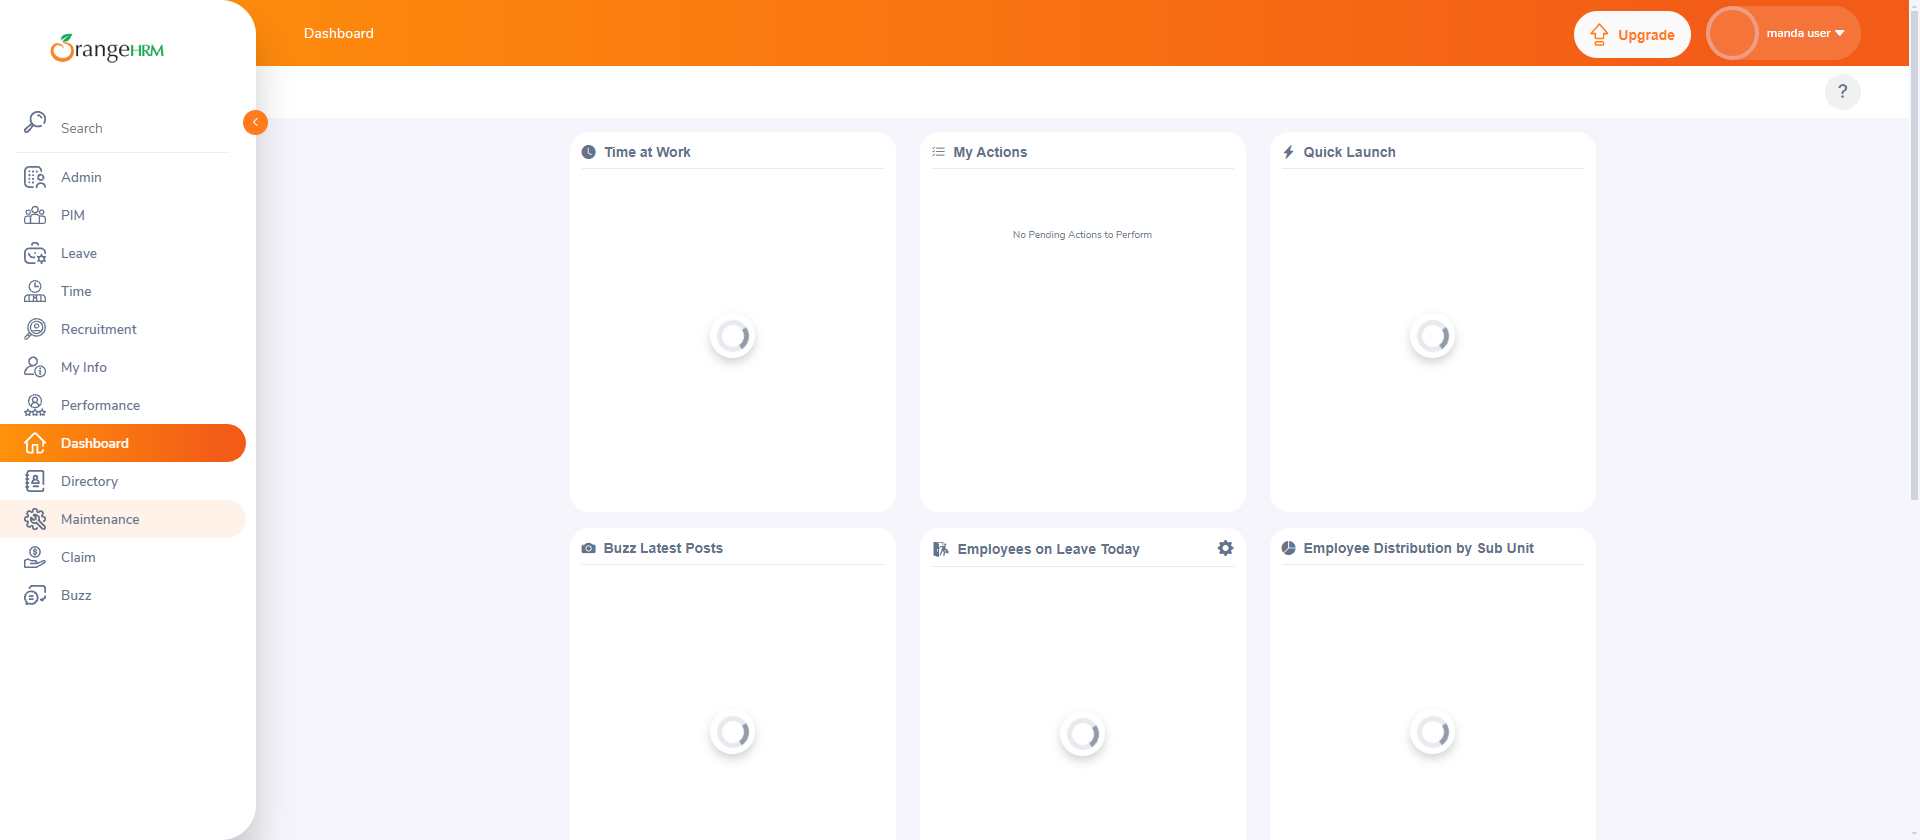 OrangeHRM
Dashboard
Upgrade
manda user
?
Search
Admin
PIM
Leave
Time
Recruitment
My Info
Performance
Dashboard
Directory
Maintenance
Claim
Buzz
Time at Work
My Actions
No Pending Actions to Perform
Quick Launch
Buzz Latest Posts
Employees on Leave Today
Employee Distribution by Sub Unit